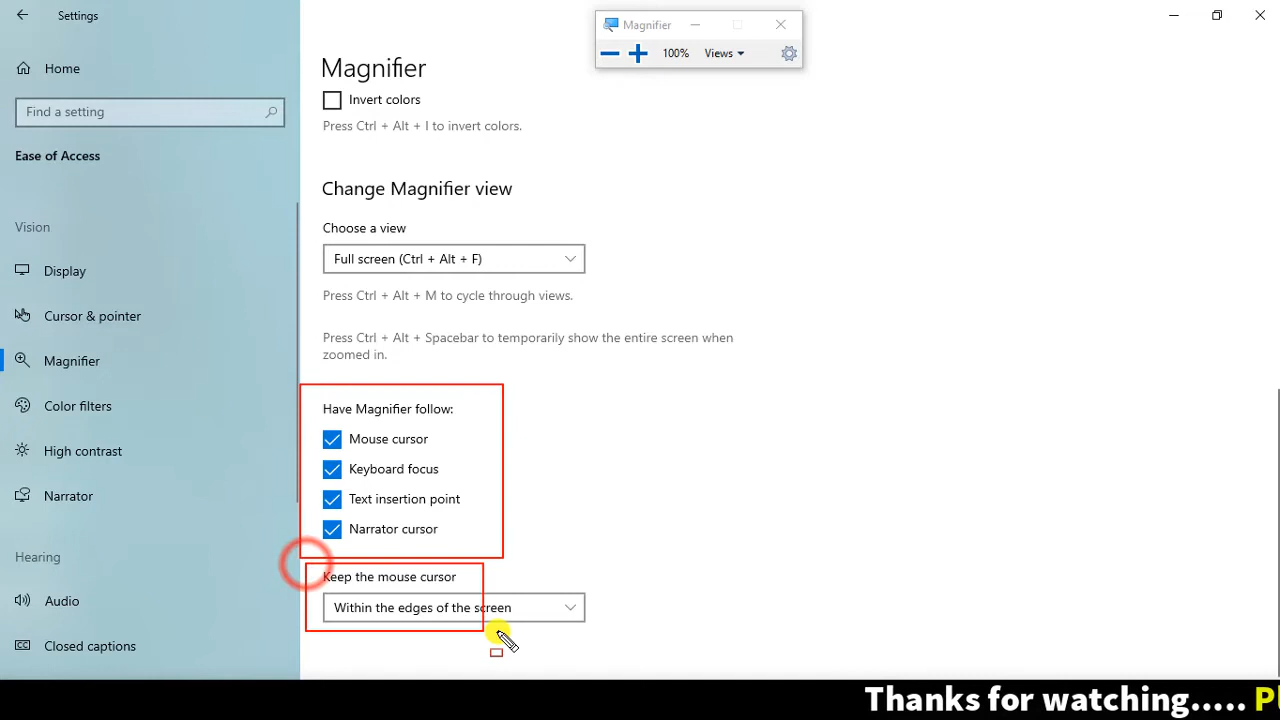 Settings
Magnifier
100%
Views
Home
Find a setting
Ease of Access
Vision
Display
Cursor & pointer
Magnifier
Color filters
High contrast
Narrator
Hearing
Audio
Closed captions
Magnifier
Invert colors
Press Ctrl + Alt + I to invert colors.
Change Magnifier view
Choose a view
Full screen (Ctrl + Alt + F)
Press Ctrl + Alt + M to cycle through views.
Press Ctrl + Alt + Spacebar to temporarily show the entire screen when
zoomed in.
Have Magnifier follow:
Mouse cursor
Keyboard focus
Text insertion point
Narrator cursor
Keep the mouse cursor
Within the edges of the screen
Thanks for watching.....